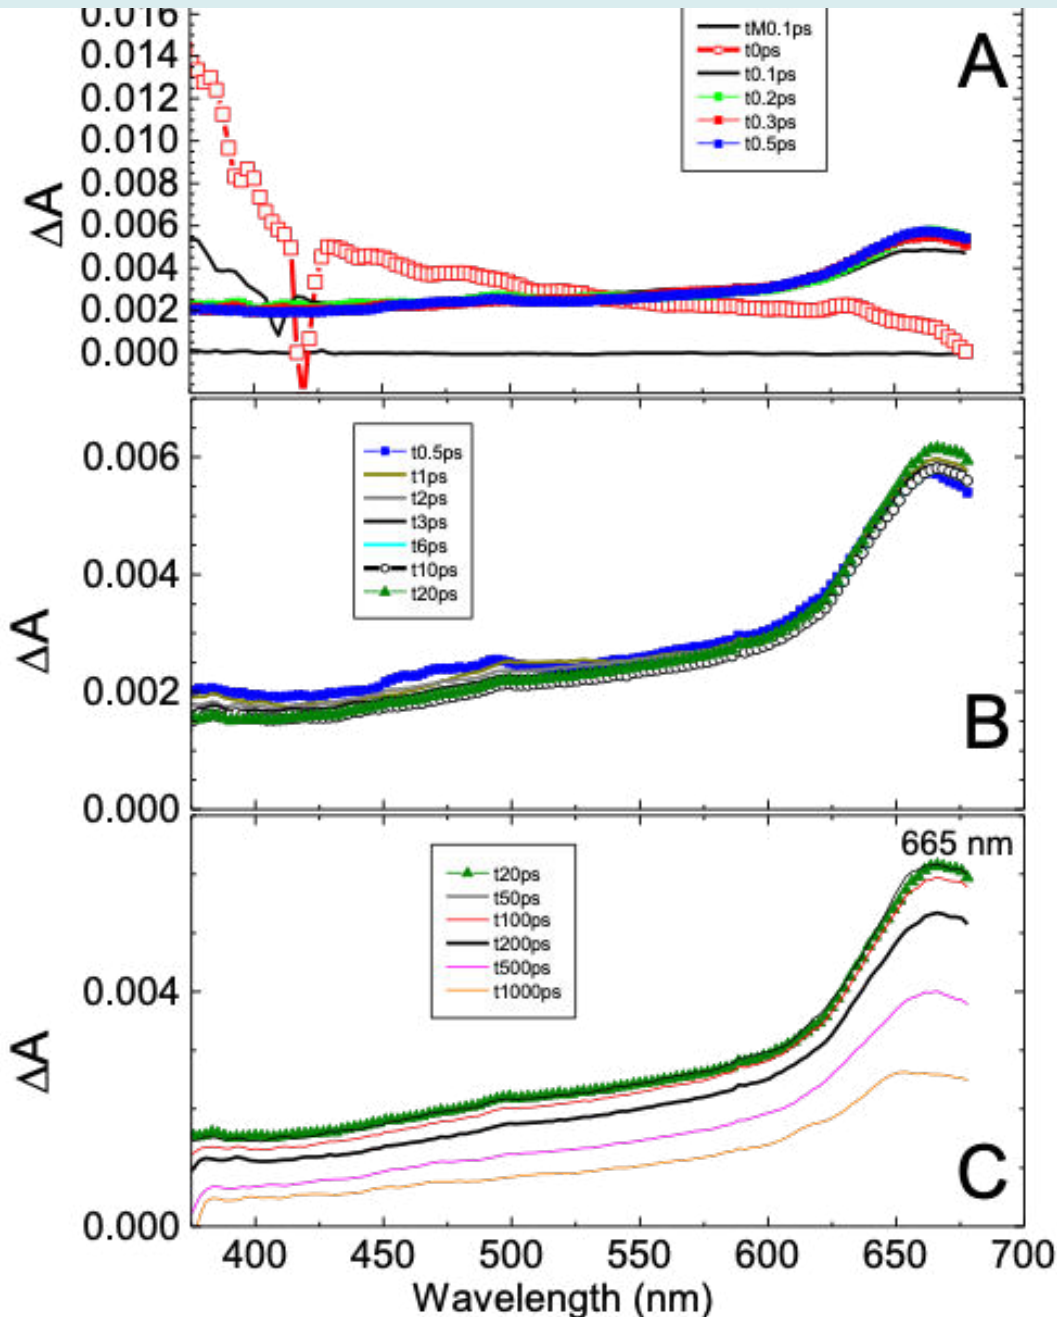 0.016
0.014
0.012
0.010
0.008
0.006
0.004
0.002
0.000
ΔA
tM0.1ps
t0ps
t0.1ps
t0.2ps
t0.3ps
t0.5ps
A
0.006
0.004
0.002
0.000
ΔA
t0.5ps
t1ps
t2ps
t3ps
t6ps
t10ps
t20ps
B
665 nm
0.004
0.000
ΔA
t20ps
t50ps
t100ps
t200ps
t500ps
t1000ps
C
400 450 500 550 600 650 700
Wavelength (nm)